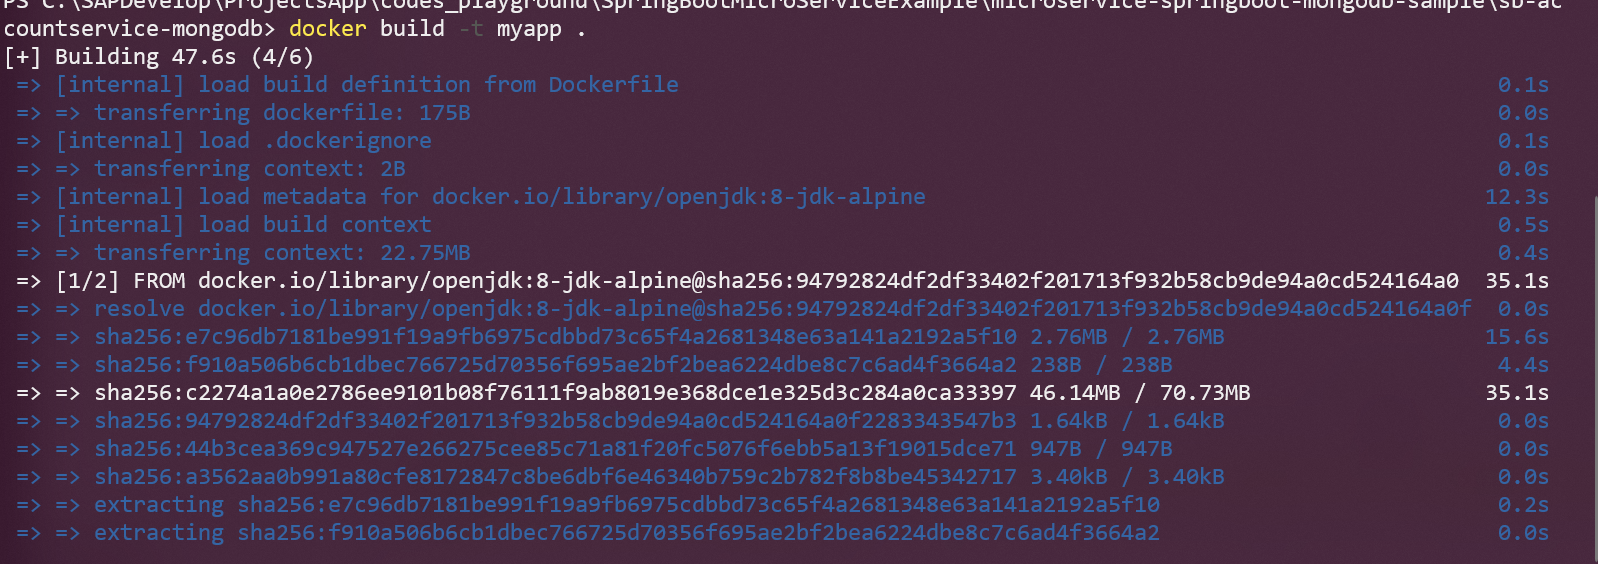 PS C:\SAPDevelop\ProjectsApp\codes_playground\SpringBootMicroServiceExample\microservice-springboot-mongodb-sample\sb-ac
countservice-mongodb> docker build -t myapp .
[+] Building 47.6s (4/6)
=> [internal] load build definition from Dockerfile 0.1s
=> => transferring dockerfile: 175B 0.0s
=> [internal] load .dockerignore 0.1s
=> => transferring context: 2B 0.0s
=> [internal] load metadata for docker.io/library/openjdk:8-jdk-alpine 12.3s
=> [internal] load build context 0.5s
=> => transferring context: 22.75MB 0.4s
=> [1/2] FROM docker.io/library/openjdk:8-jdk-alpine@sha256:94792824df2df33402f201713f932b58cb9de94a0cd524164a0 35.1s
=> => resolve docker.io/library/openjdk:8-jdk-alpine@sha256:94792824df2df33402f201713f932b58cb9de94a0cd524164a0f 0.0s
=> => sha256:e7c96db7181be991f19a9fb6975cdbbd73c65f4a2681348e63a141a2192a5f10 2.76MB / 2.76MB 15.6s
=> => sha256:f910a506b6cb1dbec766725d70356f695ae2bf2bea6224dbe8c7c6ad4f3664a2 238B / 238B 4.4s
=> => sha256:c2274a1a0e2786ee9101b08f76111f9ab8019e368dce1e325d3c284a0ca33397 46.14MB / 70.73MB 35.1s
=> => sha256:94792824df2df33402f201713f932b58cb9de94a0cd524164a0f2283343547b3 1.64kB / 1.64kB 0.0s
=> => sha256:44b3cea369c947527e266275cee85c71a81f20fc5076f6ebb5a13f19015dce71 947B / 947B 0.0s
=> => sha256:a3562aa0b991a80cfe8172847c8be6dbf6e46340b759c2b782f8b8be45342717 3.40kB / 3.40kB 0.0s
=> => extracting sha256:e7c96db7181be991f19a9fb6975cdbbd73c65f4a2681348e63a141a2192a5f10 0.2s
=> => extracting sha256:f910a506b6cb1dbec766725d70356f695ae2bf2bea6224dbe8c7c6ad4f3664a2 0.0s